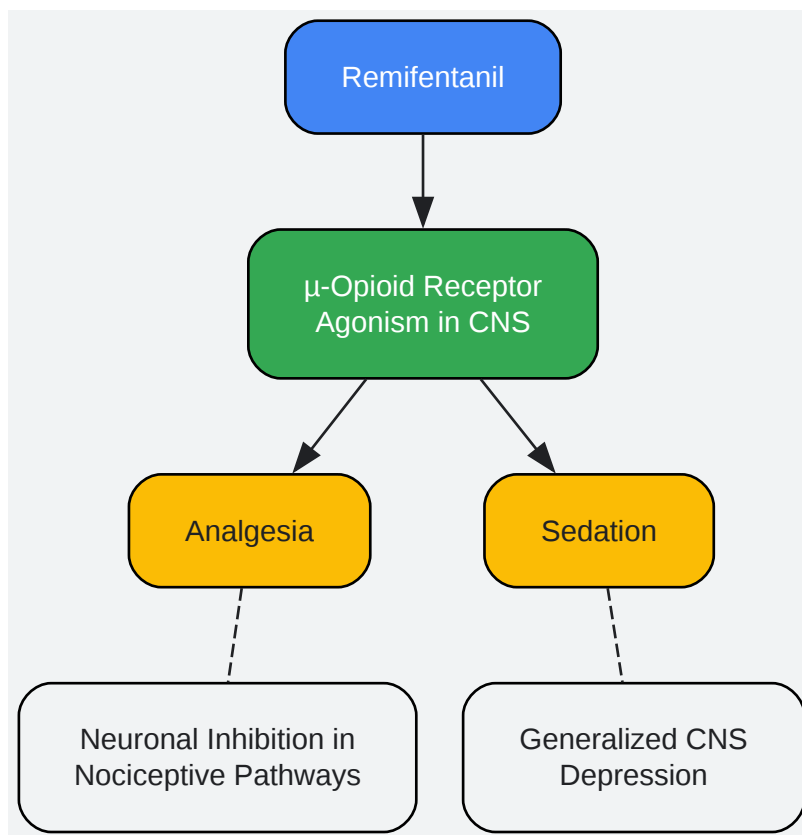 Remifentanil
µ-Opioid Receptor
Agonism in CNS
Analgesia
Sedation
Neuronal Inhibition in
Nociceptive Pathways
Generalized CNS
Depression